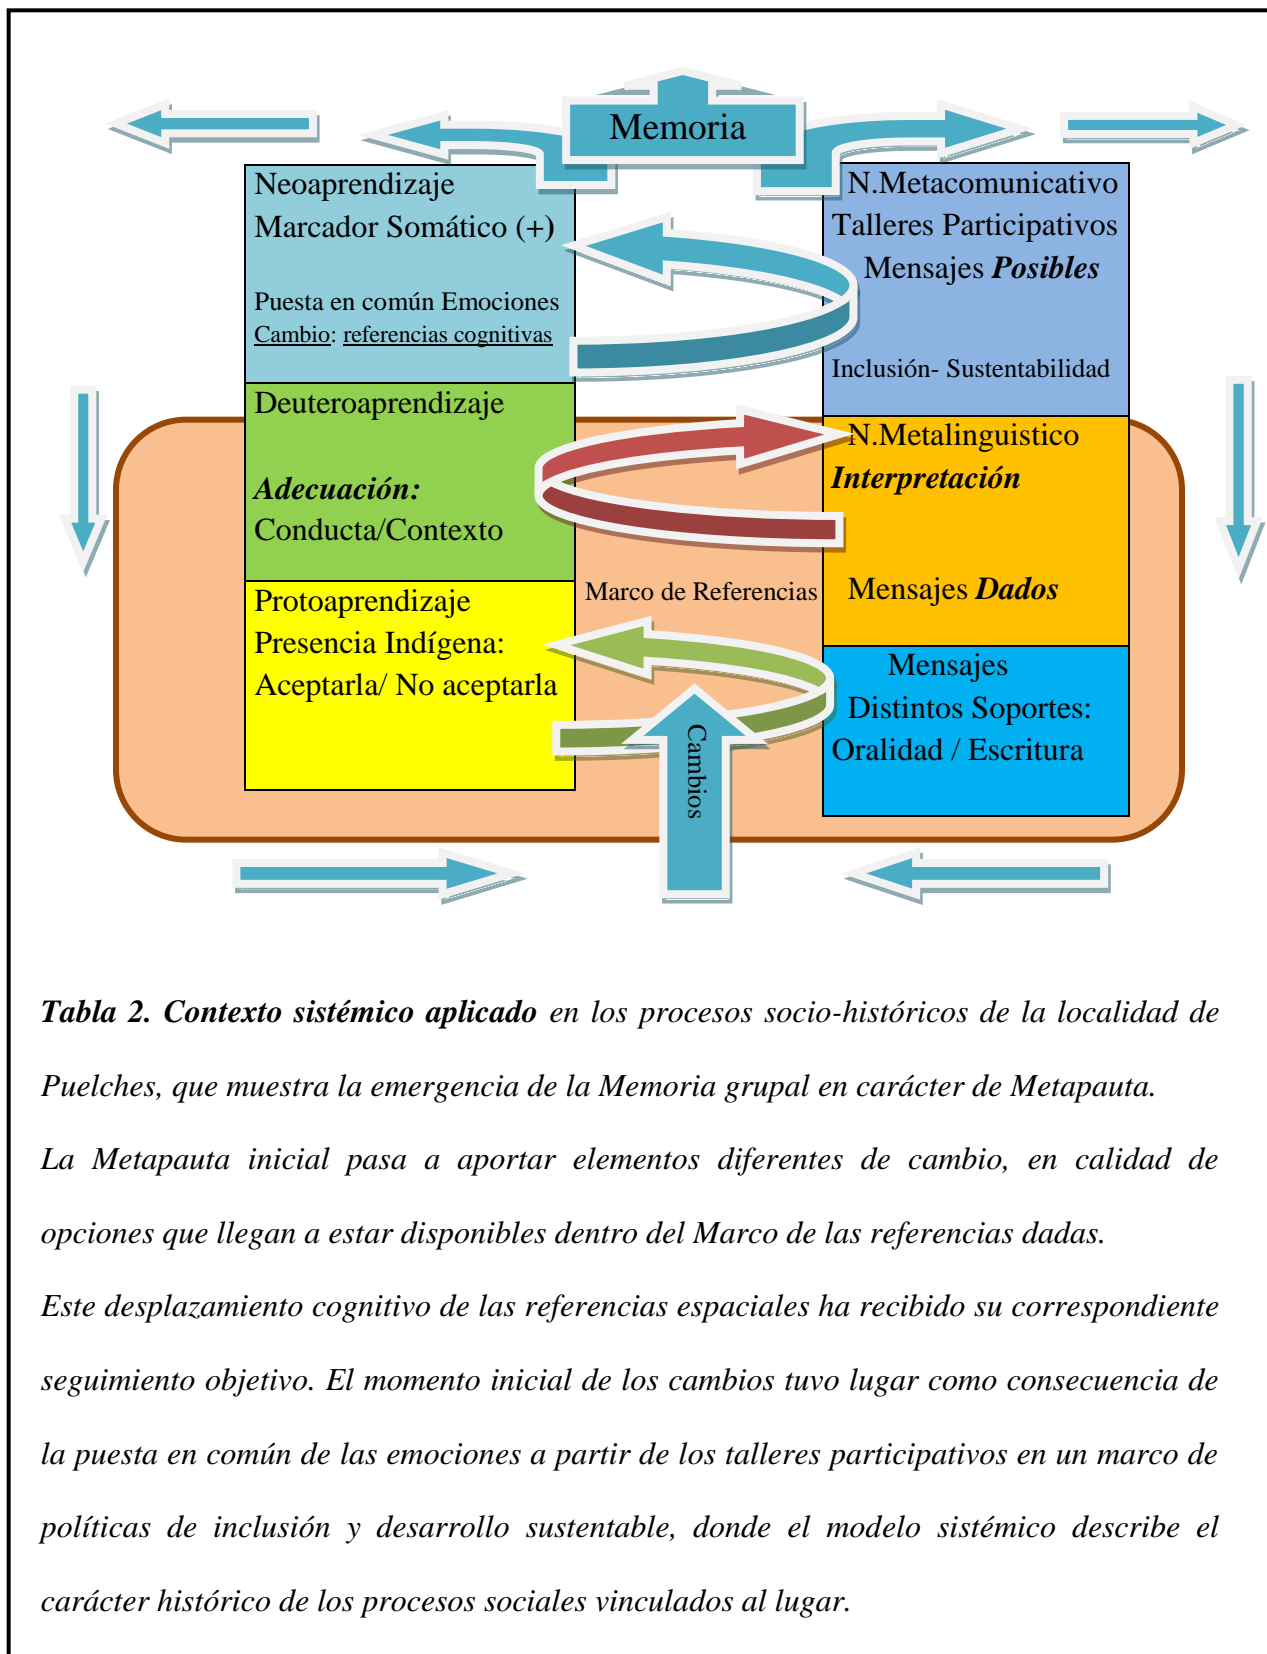 Memoria
Neoaprendizaje
Marcador Somático (+)
Puesta en común Emociones
Cambio: referencias cognitivas
N.Metacomunicativo
Talleres Participativos
Mensajes Posibles
Inclusión- Sustentabilidad
Deuteroaprendizaje
Adecuación:
Conducta/Contexto
N.Metalinguistico
Interpretación
Mensajes Dados
Marco de Referencias
Protoaprendizaje
Presencia Indígena:
Aceptarla/ No aceptarla
Mensajes
Distintos Soportes:
Oralidad / Escritura
Cambios
Tabla 2. Contexto sistémico aplicado en los procesos socio-históricos de la localidad de
Puelches, que muestra la emergencia de la Memoria grupal en carácter de Metapauta.
La Metapauta inicial pasa a aportar elementos diferentes de cambio, en calidad de
opciones que llegan a estar disponibles dentro del Marco de las referencias dadas.
Este desplazamiento cognitivo de las referencias espaciales ha recibido su correspondiente
seguimiento objetivo. El momento inicial de los cambios tuvo lugar como consecuencia de
la puesta en común de las emociones a partir de los talleres participativos en un marco de
políticas de inclusión y desarrollo sustentable, donde el modelo sistémico describe el
carácter histórico de los procesos sociales vinculados al lugar.